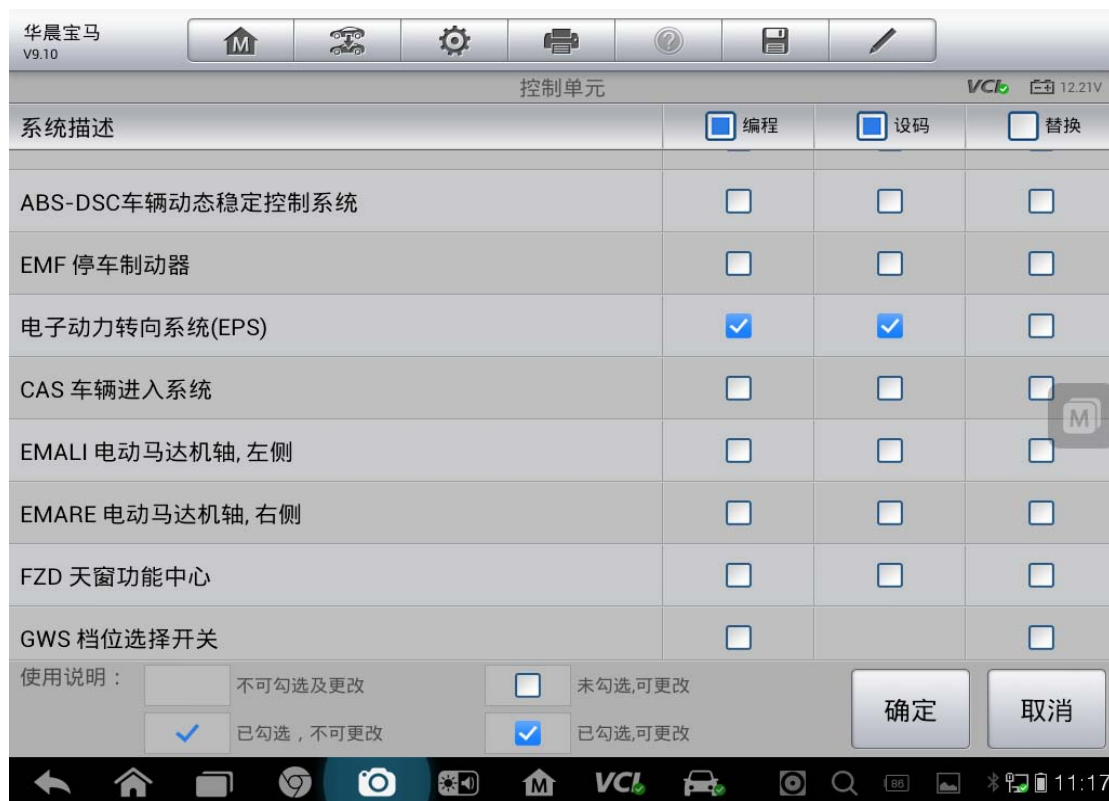 华晨宝马
V9.10
M
控制单元
VCI 12.21V
系统描述 编程 设码 替换
ABS-DSC车辆动态稳定控制系统
EMF 停车制动器
电子动力转向系统(EPS)
CAS 车辆进入系统
M
EMALI 电动马达机轴, 左侧
EMARE 电动马达机轴, 右侧
FZD 天窗功能中心
GWS 档位选择开关
使用说明： 不可勾选及更改 未勾选,可更改
已勾选，不可更改 已勾选,可更改
确定 取消
M VCI 86 11:17